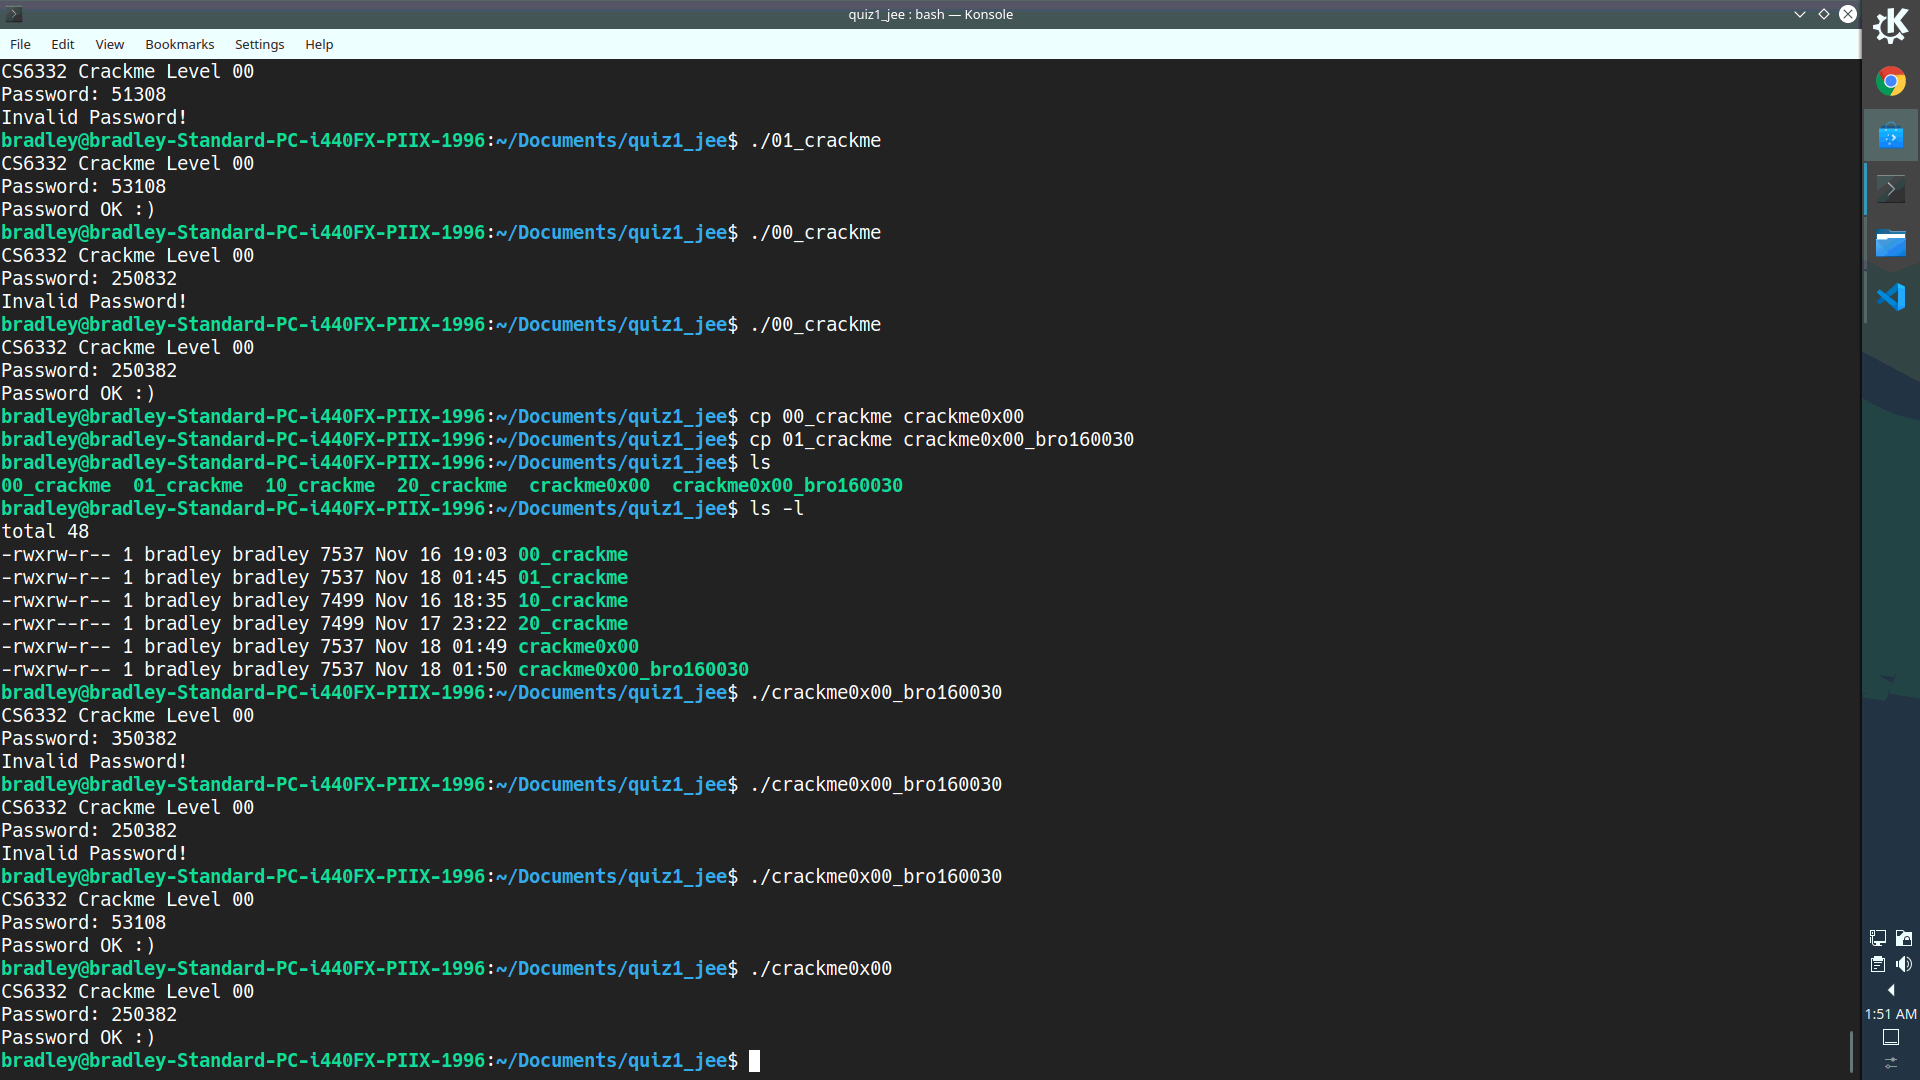 quiz1_jee : bash — Konsole
File Edit View Bookmarks Settings Help
CS6332 Crackme Level 00
Password: 51308
Invalid Password!
bradley@bradley-Standard-PC-i440FX-PIIX-1996:~/Documents/quiz1_jee$ ./01_crackme
CS6332 Crackme Level 00
Password: 53108
Password OK :)
bradley@bradley-Standard-PC-i440FX-PIIX-1996:~/Documents/quiz1_jee$ ./00_crackme
CS6332 Crackme Level 00
Password: 250832
Invalid Password!
bradley@bradley-Standard-PC-i440FX-PIIX-1996:~/Documents/quiz1_jee$ ./00_crackme
CS6332 Crackme Level 00
Password: 250382
Password OK :)
bradley@bradley-Standard-PC-i440FX-PIIX-1996:~/Documents/quiz1_jee$ cp 00_crackme crackme0x00
bradley@bradley-Standard-PC-i440FX-PIIX-1996:~/Documents/quiz1_jee$ cp 01_crackme crackme0x00_bro160030
bradley@bradley-Standard-PC-i440FX-PIIX-1996:~/Documents/quiz1_jee$ ls
00_crackme  01_crackme  10_crackme  20_crackme  crackme0x00  crackme0x00_bro160030
bradley@bradley-Standard-PC-i440FX-PIIX-1996:~/Documents/quiz1_jee$ ls -l
total 48
-rwxrw-r-- 1 bradley bradley 7537 Nov 16 19:03 00_crackme
-rwxrw-r-- 1 bradley bradley 7537 Nov 18 01:45 01_crackme
-rwxrw-r-- 1 bradley bradley 7499 Nov 16 18:35 10_crackme
-rwxr--r-- 1 bradley bradley 7499 Nov 17 23:22 20_crackme
-rwxrw-r-- 1 bradley bradley 7537 Nov 18 01:49 crackme0x00
-rwxrw-r-- 1 bradley bradley 7537 Nov 18 01:50 crackme0x00_bro160030
bradley@bradley-Standard-PC-i440FX-PIIX-1996:~/Documents/quiz1_jee$ ./crackme0x00_bro160030
CS6332 Crackme Level 00
Password: 350382
Invalid Password!
bradley@bradley-Standard-PC-i440FX-PIIX-1996:~/Documents/quiz1_jee$ ./crackme0x00_bro160030
CS6332 Crackme Level 00
Password: 250382
Invalid Password!
bradley@bradley-Standard-PC-i440FX-PIIX-1996:~/Documents/quiz1_jee$ ./crackme0x00_bro160030
CS6332 Crackme Level 00
Password: 53108
Password OK :)
bradley@bradley-Standard-PC-i440FX-PIIX-1996:~/Documents/quiz1_jee$ ./crackme0x00
CS6332 Crackme Level 00
Password: 250382
Password OK :)
bradley@bradley-Standard-PC-i440FX-PIIX-1996:~/Documents/quiz1_jee$
1:51 AM